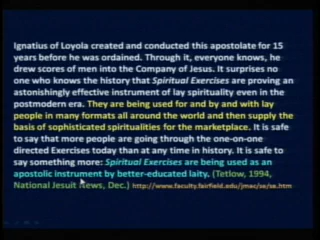 Ignatius of Loyola created and conducted this apostolate for 15
years before he was ordained. Through it, everyone knows, he
drew scores of men into the Company of Jesus. It surprises no
one who knows the history that Spiritual Exercises are proving an
astonishingly effective instrument of lay spirituality even in the
postmodern era. They are being used for and by and with lay
people in many formats all around the world and then supply the
basis of sophisticated spiritualities for the marketplace. It is safe
to say that more people are going through the one-on-one
directed Exercises today than at any time in history. It is safe to
say something more: Spiritual Exercises are being used as an
apostolic instrument by better-educated laity. (Tetlow, 1994,
National Jesuit News, Dec.) http://www.faculty.fairfield.edu/jmac/se/se.htm